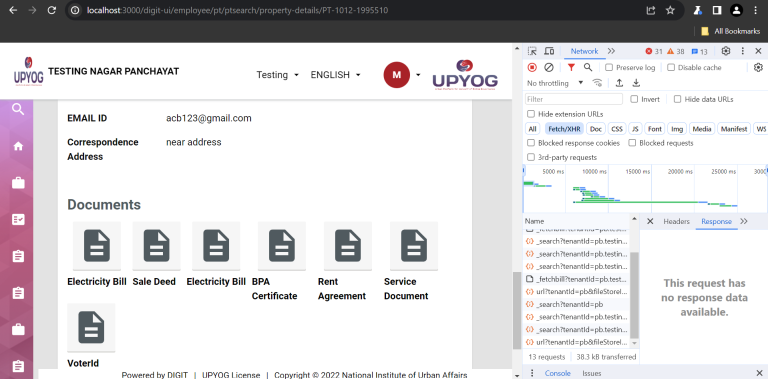 localhost:3000/digit-ui/employee/pt/ptsearch/property-details/PT-1012-1995510
All Bookmarks
UPYOG
TESTING NAGAR PANCHAYAT
Testing
ENGLISH
M
UPYOG
EMAIL ID
acb123@gmail.com
Correspondence
Address
near address
Documents
Electricity Bill
Sale Deed
Electricity Bill
BPA
Certificate
Rent
Agreement
Service
Document
VoterId
Powered by DIGIT | UPYOG License | Copyright © 2022 National Institute of Urban Affairs
Network
31
38
13
Preserve log
Disable cache
No throttling
Filter
Invert
Hide data URLs
Hide extension URLs
All
Fetch/XHR
Doc
CSS
JS
Font
Img
Media
Manifest
WS
Blocked response cookies
Blocked requests
3rd-party requests
5000 ms
10000 ms
15000 ms
20000 ms
25000 ms
Name
Headers
Response
_search?tenantId=pb.testin...
_search?tenantId=pb.testin...
_search?tenantId=pb.testin...
_fetchbill?tenantId=pb.test...
url?tenantId=pb&fileStoreI...
_search?tenantId=pb
_search?tenantId=pb.testin...
_search?tenantId=pb.testin...
url?tenantId=pb&fileStoreI...
This request has
no response data
available.
13 requests
38.3 kB transferred
Console
Issues